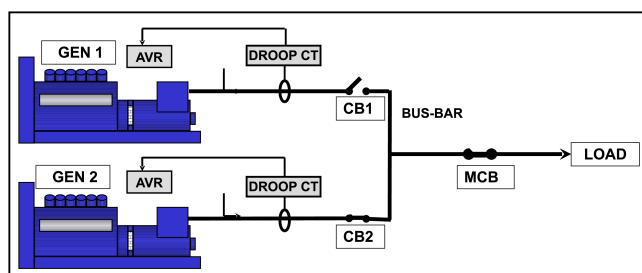 GEN 1
AVR
DROOP CT
CB1
BUS-BAR
GEN 2
AVR
DROOP CT
CB2
MCB
LOAD